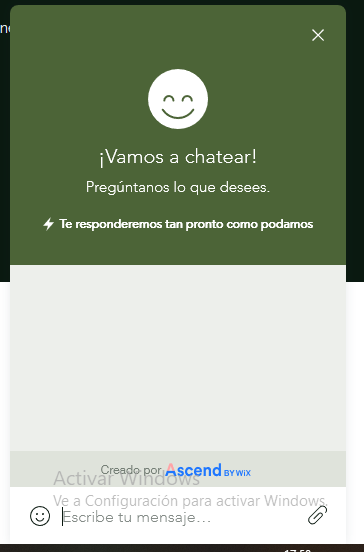 ¡Vamos a chatear!
Pregúntanos lo que desees.
Te responderemos tan pronto como podamos
Creado por Ascend BY WiX
Activar Windows
Ve a Configuración para activar Windows.
Escribe tu mensaje...